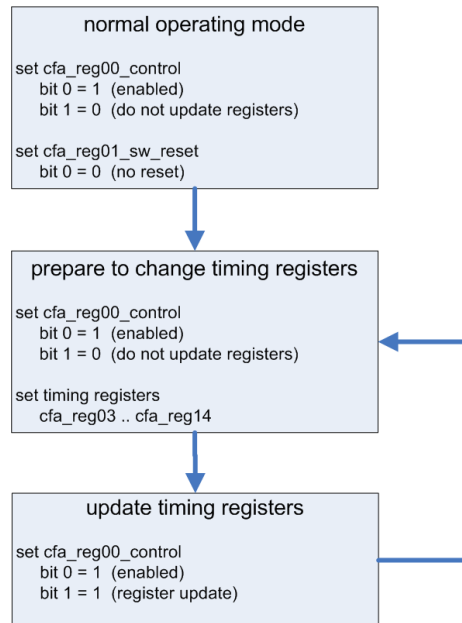 normal operating mode
set cfa_reg00_control
bit 0 = 1 (enabled)
bit 1 = 0 (do not update registers)
set cfa_reg01_sw_reset
bit 0 = 0 (no reset)
prepare to change timing registers
set cfa_reg00_control
bit 0 = 1 (enabled)
bit 1 = 0 (do not update registers)
set timing registers
cfa_reg03 .. cfa_reg14
update timing registers
set cfa_reg00_control
bit 0 = 1 (enabled)
bit 1 = 1 (register update)